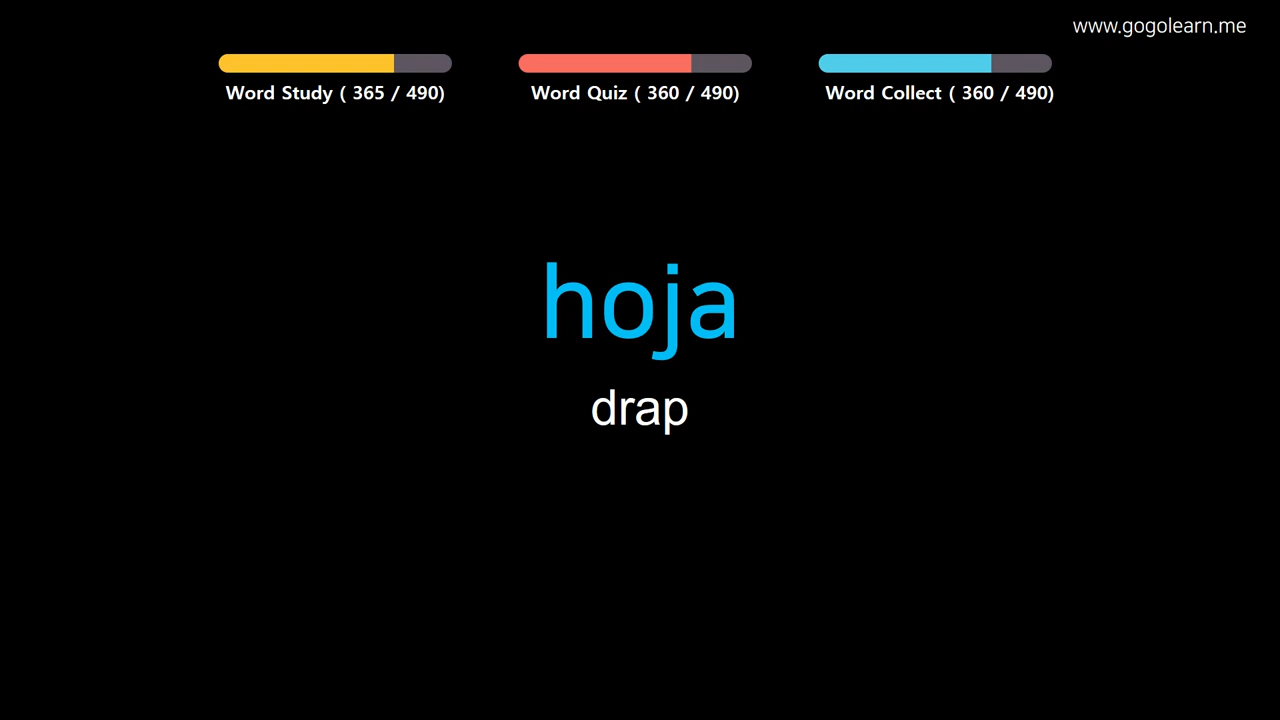 www.gogolearn.me
Word Study ( 365 / 490)
Word Quiz ( 360 / 490)
Word Collect ( 360 / 490)
hoja
drap